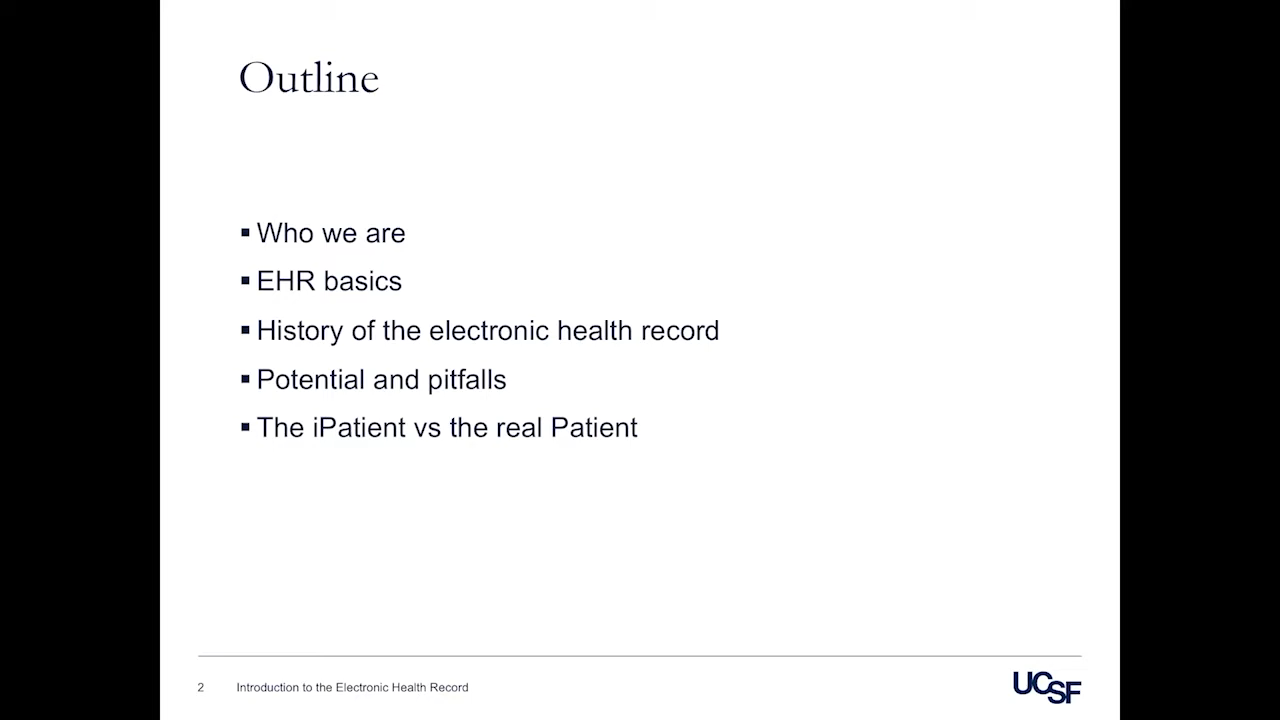 Outline
▪ Who we are
▪ EHR basics
▪ History of the electronic health record
▪ Potential and pitfalls
▪ The iPatient vs the real Patient
2 Introduction to the Electronic Health Record
UCSF